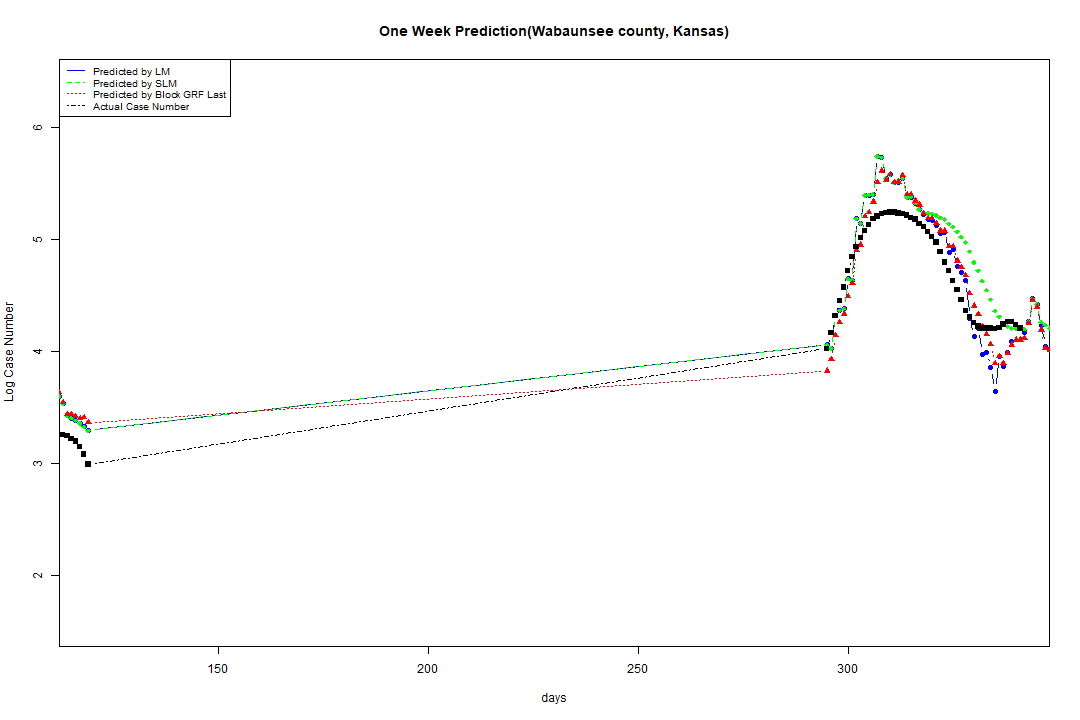 One Week Prediction(Wabaunsee county, Kansas)
Predicted by LM
Predicted by SLM
Predicted by Block GRF Last
Actual Case Number
6
5
4
3
2
Log Case Number
150 200 250 300
days